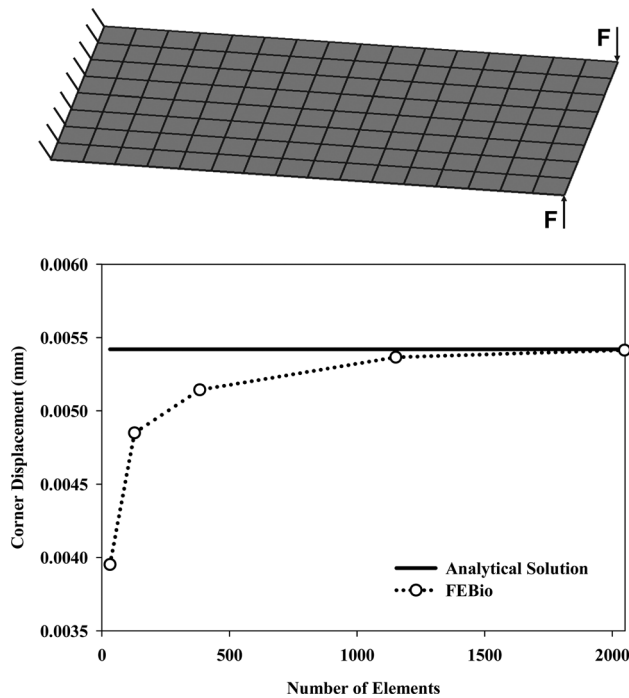 F
F
0.0060
0.0055
0.0050
0.0045
0.0040
0.0035
Corner Displacement (mm)
Analytical Solution
FEBio
0 500 1000 1500 2000
Number of Elements